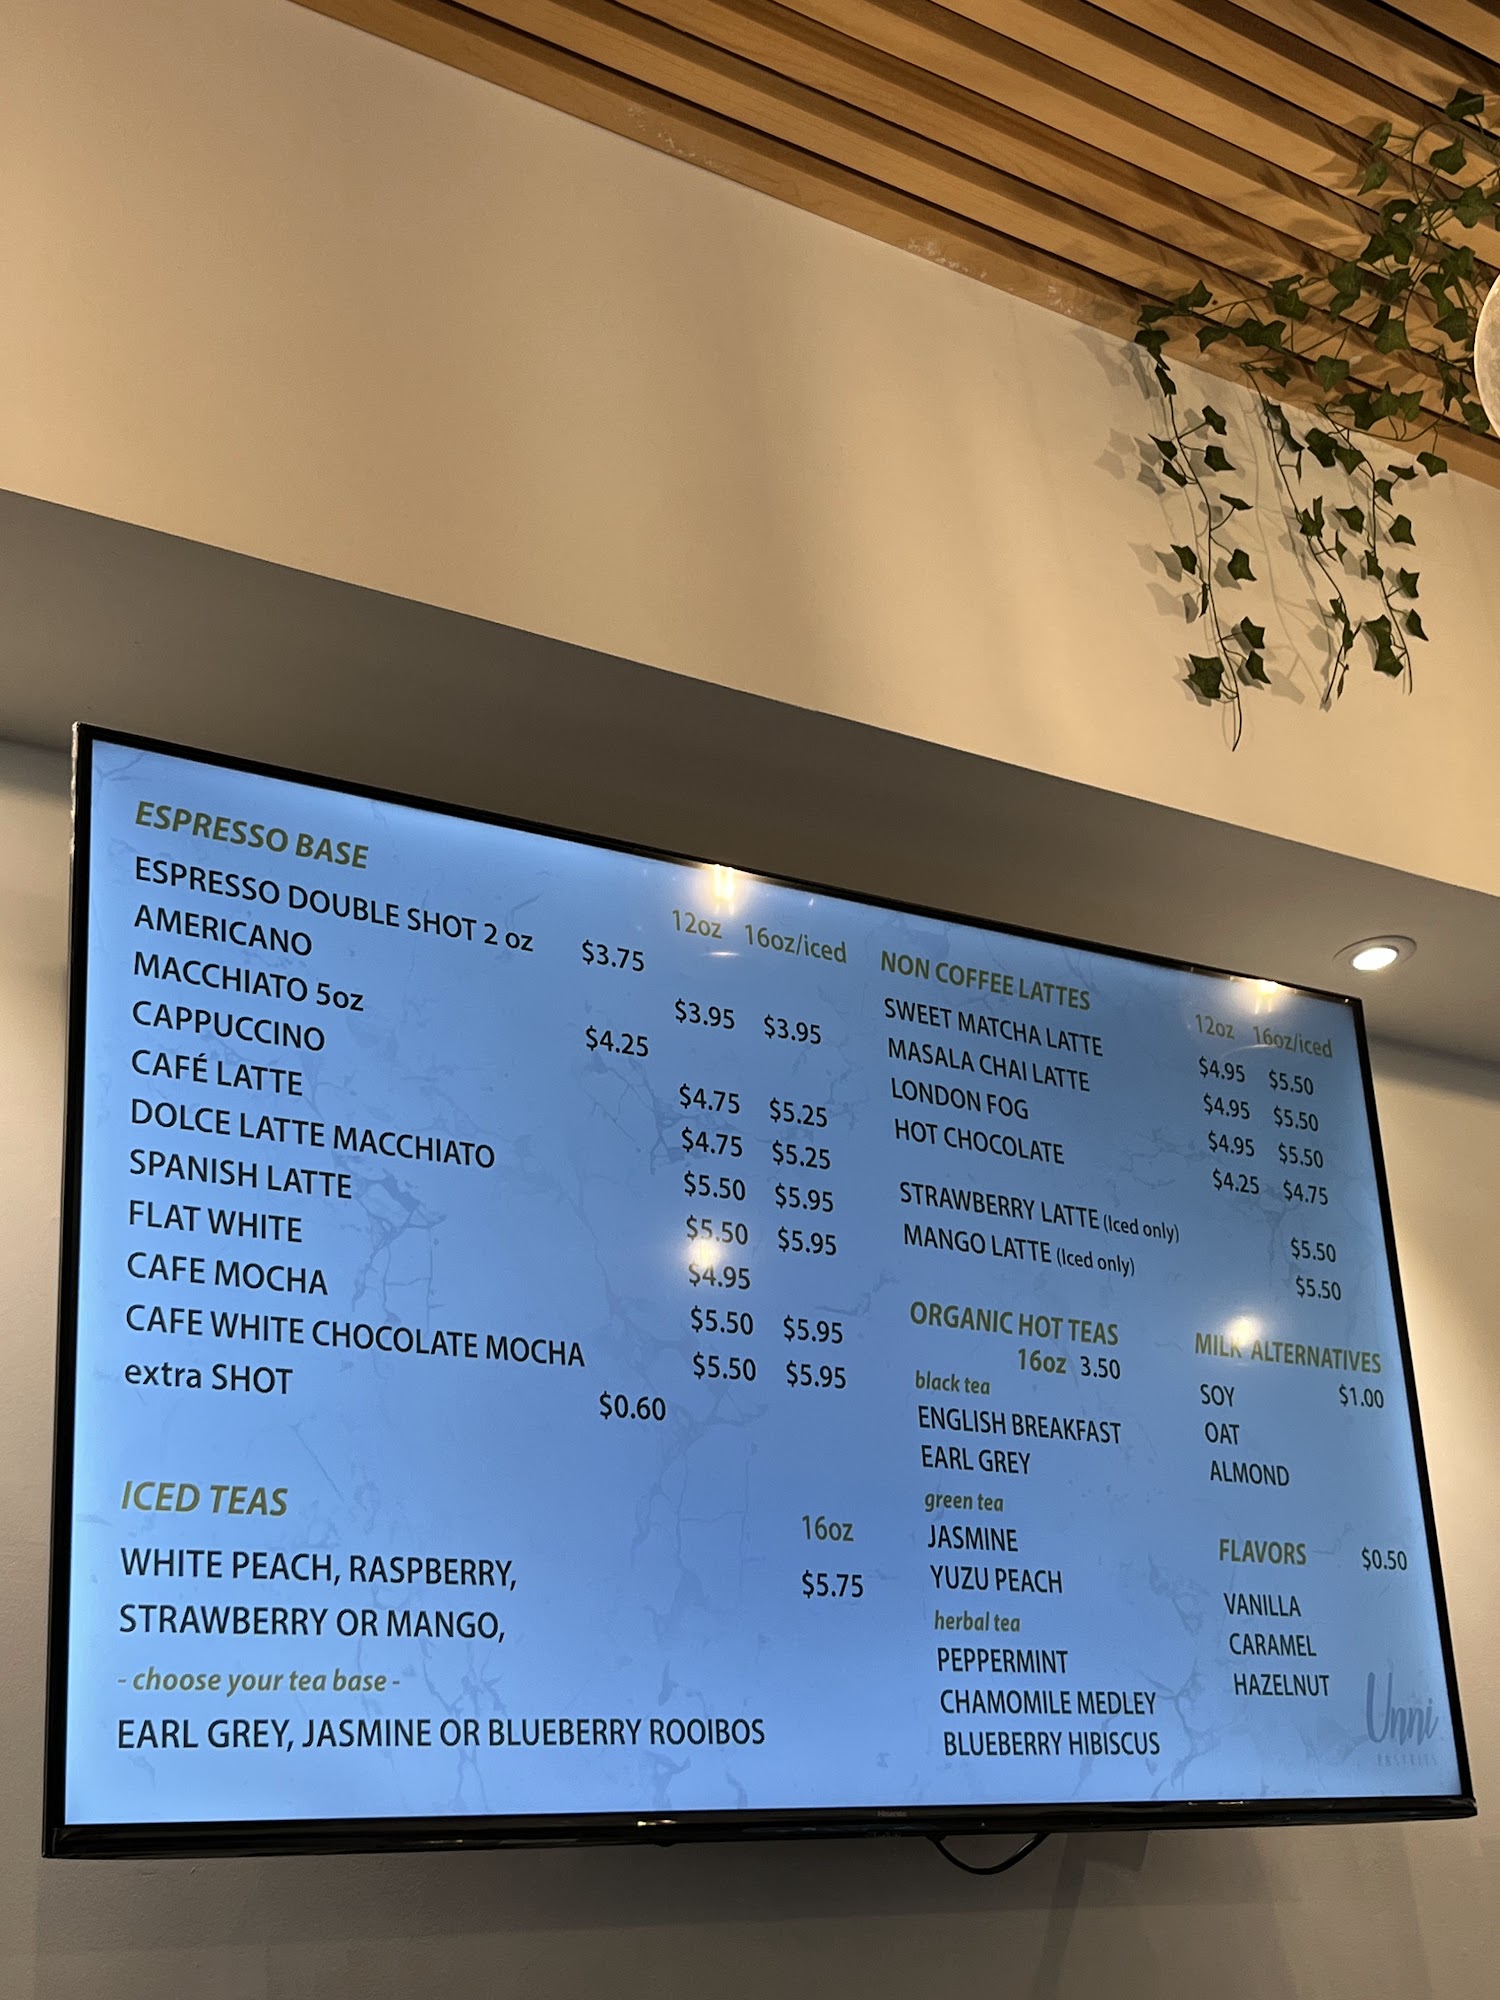 ESPRESSO BASE
12oz 16oz/iced
ESPRESSO DOUBLE SHOT 2 oz $3.75
AMERICANO $3.95 $3.95
MACCHIATO 5oz $4.25
CAPPUCCINO $4.75 $5.25
CAFÉ LATTE $4.75 $5.25
DOLCE LATTE MACCHIATO $5.50 $5.95
SPANISH LATTE $5.50 $5.95
FLAT WHITE $4.95
CAFE MOCHA $5.50 $5.95
CAFE WHITE CHOCOLATE MOCHA $5.50 $5.95
extra SHOT $0.60
ICED TEAS
16oz
WHITE PEACH, RASPBERRY, $5.75
STRAWBERRY OR MANGO,
- choose your tea base -
EARL GREY, JASMINE OR BLUEBERRY ROOIBOS
NON COFFEE LATTES
12oz 16oz/iced
SWEET MATCHA LATTE $4.95 $5.50
MASALA CHAI LATTE $4.95 $5.50
LONDON FOG $4.95 $5.50
HOT CHOCOLATE $4.25 $4.75
STRAWBERRY LATTE (Iced only) $5.50
MANGO LATTE (Iced only) $5.50
ORGANIC HOT TEAS
16oz 3.50
black tea
ENGLISH BREAKFAST
EARL GREY
green tea
JASMINE
YUZU PEACH
herbal tea
PEPPERMINT
CHAMOMILE MEDLEY
BLUEBERRY HIBISCUS
MILK ALTERNATIVES
SOY $1.00
OAT
ALMOND
FLAVORS $0.50
VANILLA
CARAMEL
HAZELNUT
Unni
Hisense